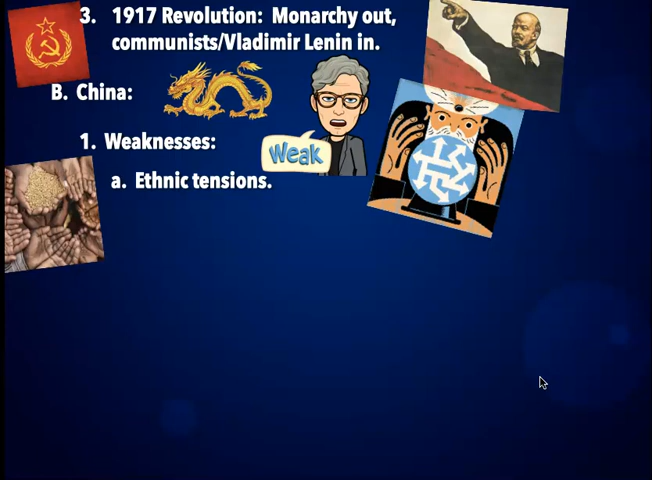 3. 1917 Revolution: Monarchy out,
communists/Vladimir Lenin in.
B. China:
1. Weaknesses:
Weak
a. Ethnic tensions.